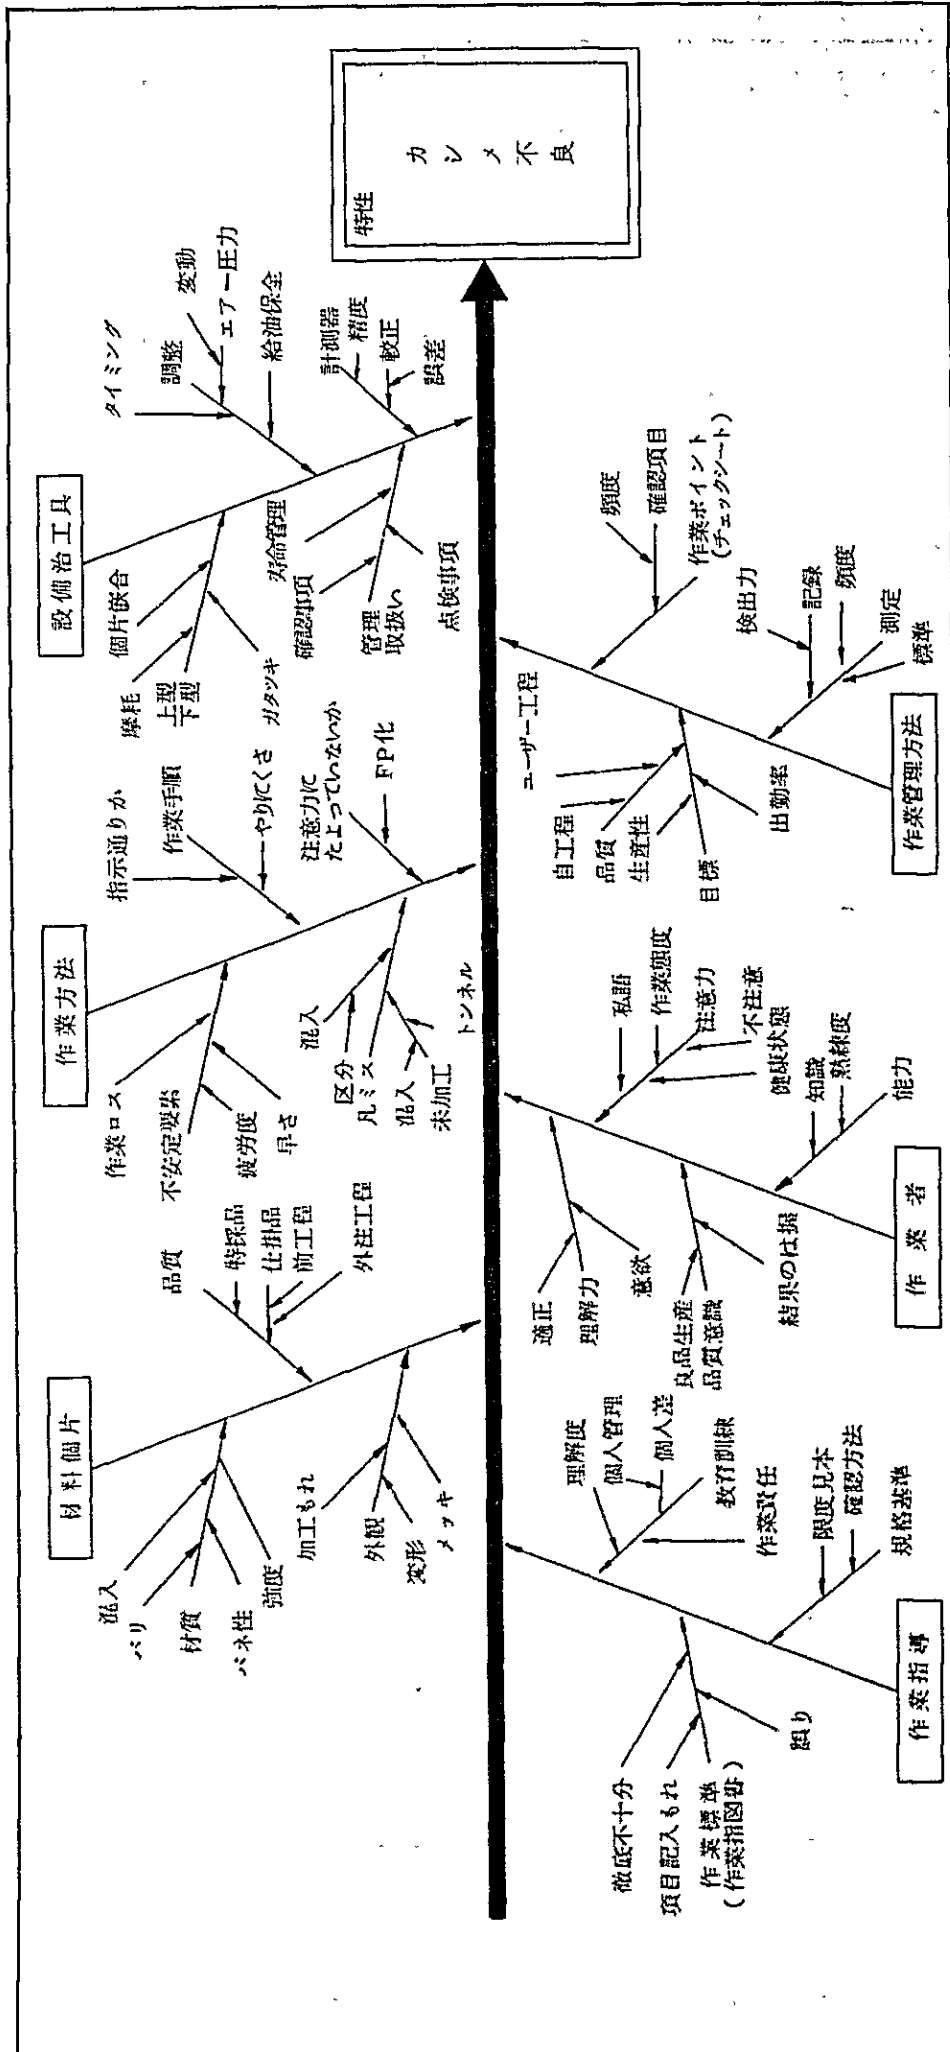 材料個片
混入
バリ
材質
バネ性
強度
品質
特採品
仕掛品
前工程
外注工程
加工もれ
外観
変形
メッキ
作業方法
作業ロス
不安定要素
疲労度
早さ
指示通りか
作業手順
やりにくさ
注意力に
たよっていないか
FP化
混入
区分
凡ミス
混入
未加工
トンネル
設備治工具
個片嵌合
摩耗
上型
下型
ガタツキ
タイミング
調整
変動
エアー圧力
給油保全
寿命管理
確認事項
管理
取扱い
点検事項
計測器
精度
較正
誤差
特性
カシメ不良
作業指導
理解度
個人管理
個人差
教育訓練
作業責任
徹底不十分
項目記入もれ
作業標準
(作業指図書)
誤り
限度見本
確認方法
規格基準
作業者
適正
理解力
意欲
私語
作業態度
注意力
不注意
健康状態
良品生産
品質意識
結果のは握
知識
熟練度
能力
作業管理方法
ユーザー工程
自工程
品質
生産性
目標
出勤率
頻度
確認項目
作業ポイント
(チェックシート)
検出力
記録
頻度
測定
標準